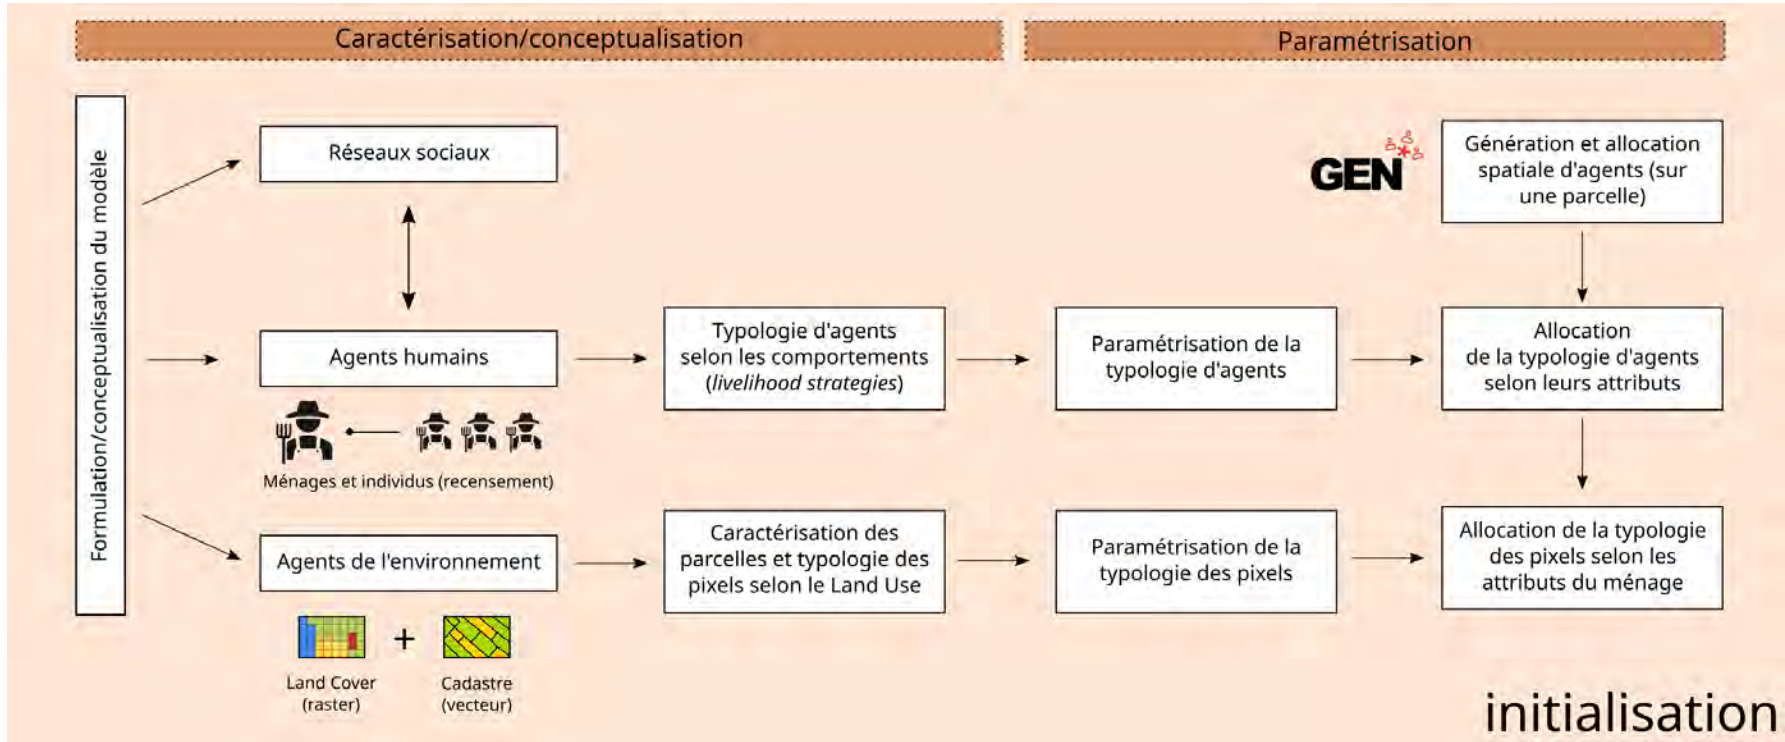 Caractérisation/conceptualisation
Paramétrisation
Formulation/conceptualisation du modèle
Réseaux sociaux
GEN*
Génération et allocation
spatiale d'agents (sur
une parcelle)
Agents humains
Typologie d'agents
selon les comportements
(livelihood strategies)
Paramétrisation de la
typologie d'agents
Allocation
de la typologie d'agents
selon leurs attributs
Ménages et individus (recensement)
Agents de l'environnement
Caractérisation des
parcelles et typologie des
pixels selon le Land Use
Paramétrisation de la
typologie des pixels
Allocation de la typologie
des pixels selon les
attributs du ménage
+
Land Cover
(raster)
Cadastre
(vecteur)
initialisation